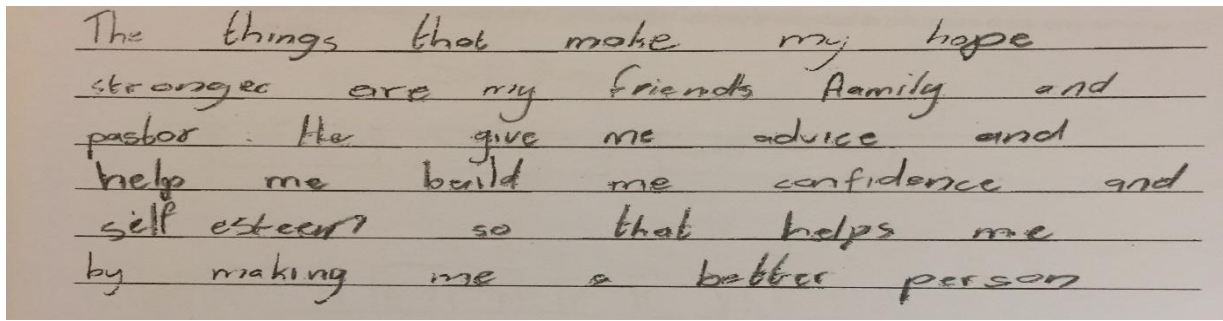 The things that make my hope
stronger are my friends family and
pastor. He give me advice and
help me build me confidence and
self esteem so that helps me
by making me a better person